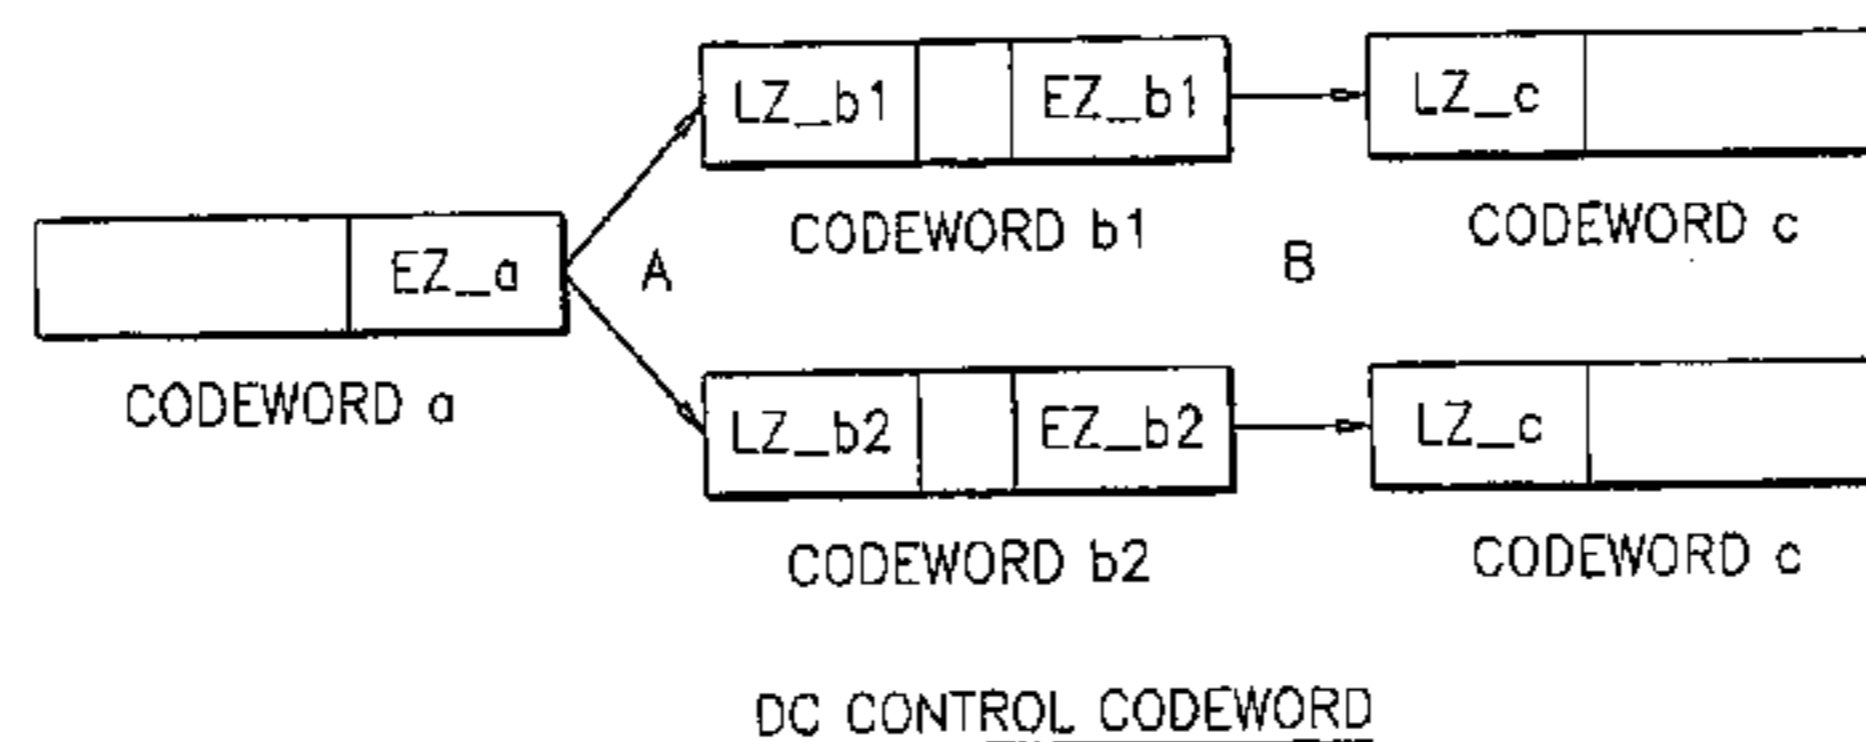 LZ_b1 EZ_b1 LZ_c
CODEWORD b1 CODEWORD c
EZ_a A B
CODEWORD a
LZ_b2 EZ_b2 LZ_c
CODEWORD b2 CODEWORD c
DC CONTROL CODEWORD